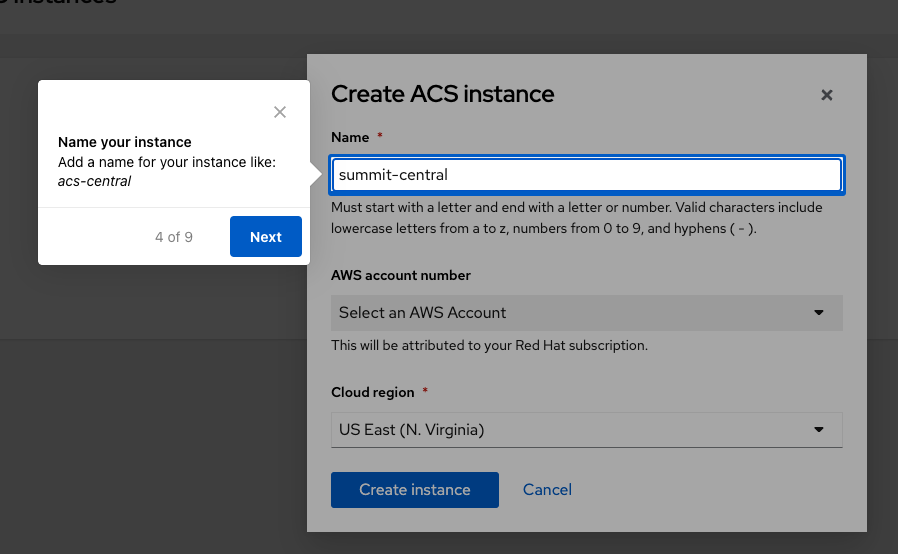 Create ACS instance
Name *
summit-central
Must start with a letter and end with a letter or number. Valid characters include
lowercase letters from a to z, numbers from 0 to 9, and hyphens ( - ).
AWS account number
Select an AWS Account
This will be attributed to your Red Hat subscription.
Cloud region *
US East (N. Virginia)
Create instance
Cancel
Name your instance
Add a name for your instance like:
acs-central
4 of 9
Next